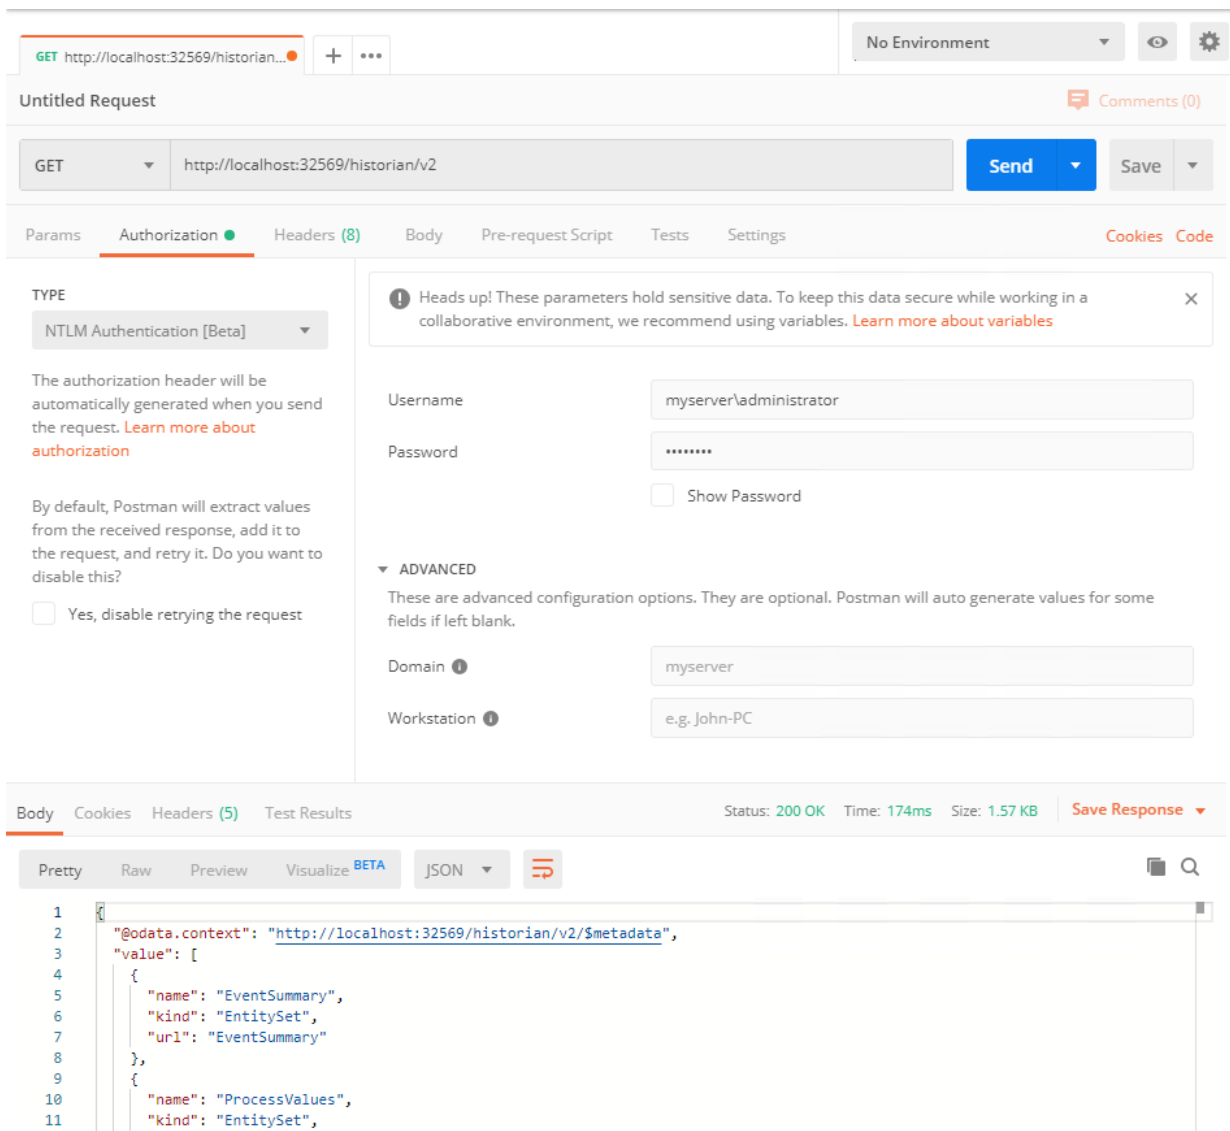 GET http://localhost:32569/historian...
+ •••
No Environment
Untitled Request
Comments (0)
GET http://localhost:32569/historian/v2
Send
Save
Params Authorization Headers (8) Body Pre-request Script Tests Settings
Cookies Code
TYPE
NTLM Authentication [Beta]
The authorization header will be
automatically generated when you send
the request. Learn more about
authorization
By default, Postman will extract values
from the received response, add it to
the request, and retry it. Do you want to
disable this?
Yes, disable retrying the request
Heads up! These parameters hold sensitive data. To keep this data secure while working in a
collaborative environment, we recommend using variables. Learn more about variables
Username myserver\administrator
Password ••••••••
Show Password
ADVANCED
These are advanced configuration options. They are optional. Postman will auto generate values for some
fields if left blank.
Domain myserver
Workstation e.g. John-PC
Body Cookies Headers (5) Test Results
Status: 200 OK Time: 174ms Size: 1.57 KB Save Response
Pretty Raw Preview Visualize BETA JSON
1 {
2 "@odata.context": "http://localhost:32569/historian/v2/$metadata",
3 "value": [
4 {
5 "name": "EventSummary",
6 "kind": "EntitySet",
7 "url": "EventSummary"
8 },
9 {
10 "name": "ProcessValues",
11 "kind": "EntitySet",